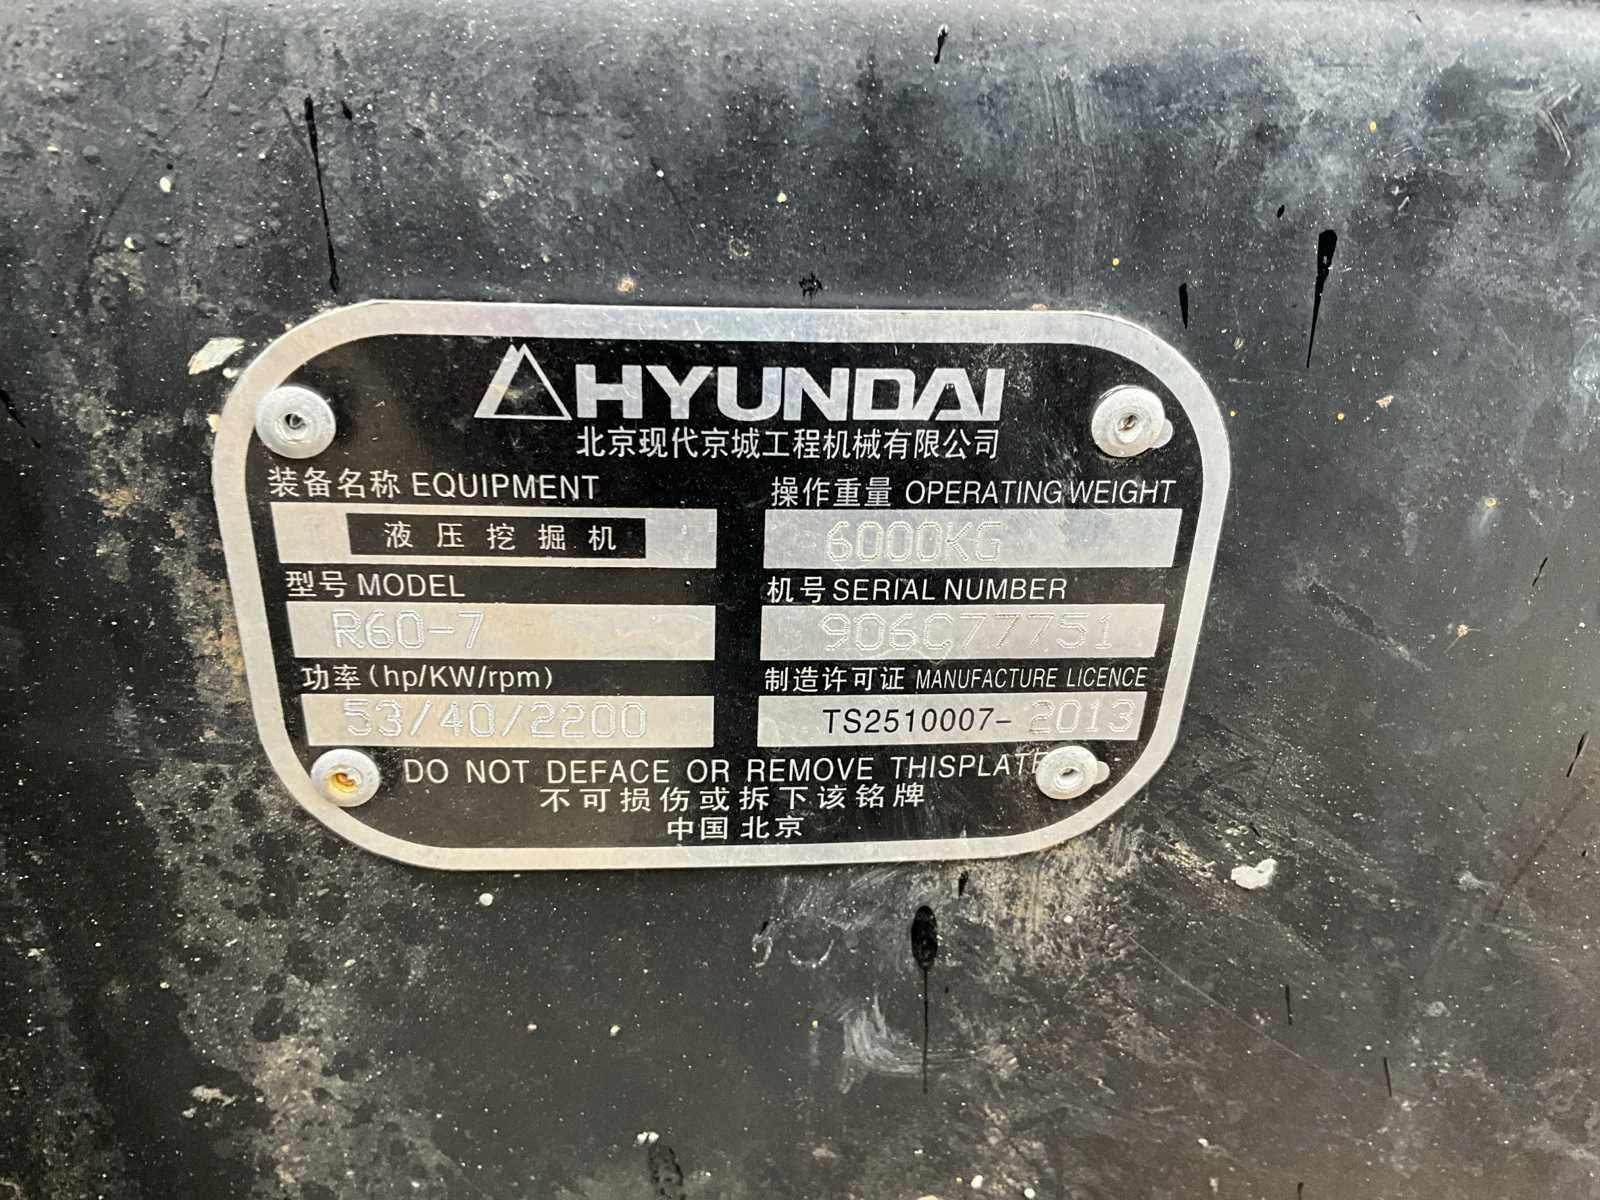 HYUNDAI
北京现代京城工程机械有限公司
装备名称 EQUIPMENT
液压挖掘机
操作重量 OPERATING WEIGHT
6000KG
型号 MODEL
R60-7
机号 SERIAL NUMBER
906C77751
功率 (hp/KW/rpm)
53/40/2200
制造许可证 MANUFACTURE LICENCE
TS2510007-2013
DO NOT DEFACE OR REMOVE THISPLATE
不可损伤或拆下该铭牌
中国 北京